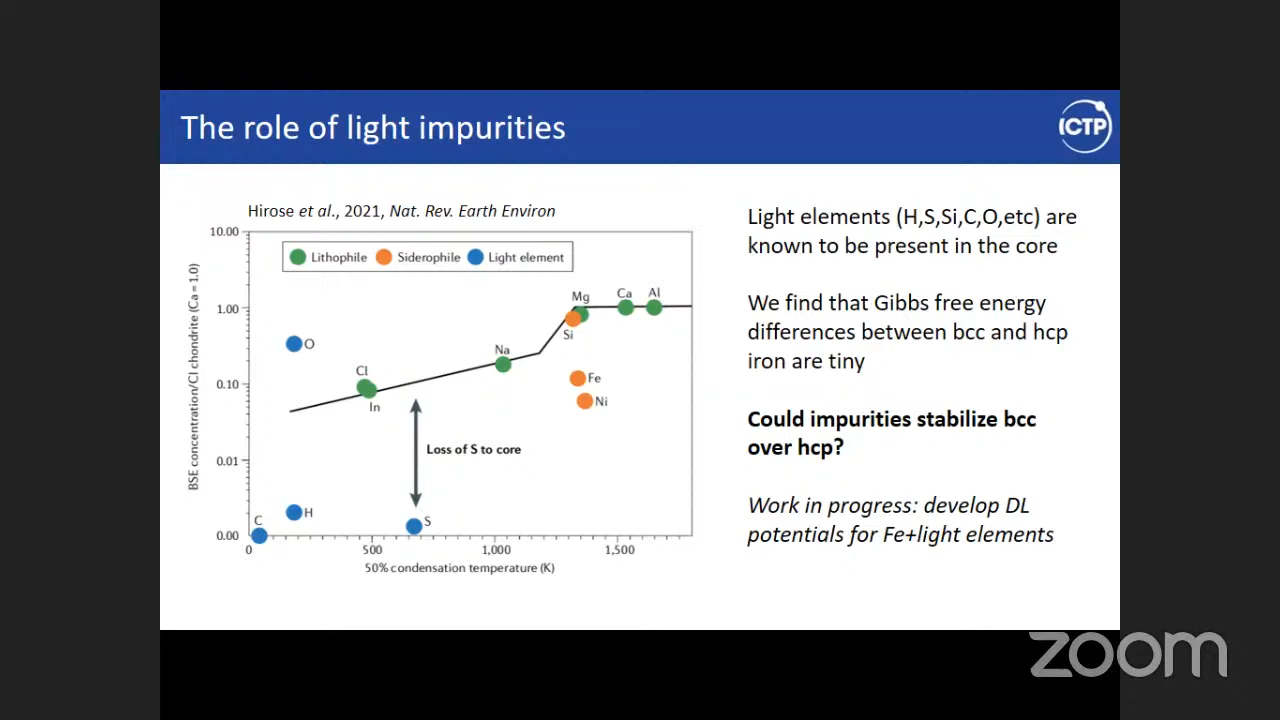 The role of light impurities
ICTP
Hirose et al., 2021, Nat. Rev. Earth Environ
BSE concentration/CI chondrite (Ca = 1.0)
10.00
1.00
0.10
0.01
0.00
Lithophile
Siderophile
Light element
Mg
Ca
Al
Si
O
Na
Cl
In
Fe
Ni
Loss of S to core
C
H
S
0
500
1,000
1,500
50% condensation temperature (K)
Light elements (H,S,Si,C,O,etc) are
known to be present in the core
We find that Gibbs free energy
differences between bcc and hcp
iron are tiny
Could impurities stabilize bcc
over hcp?
Work in progress: develop DL
potentials for Fe+light elements
zoom